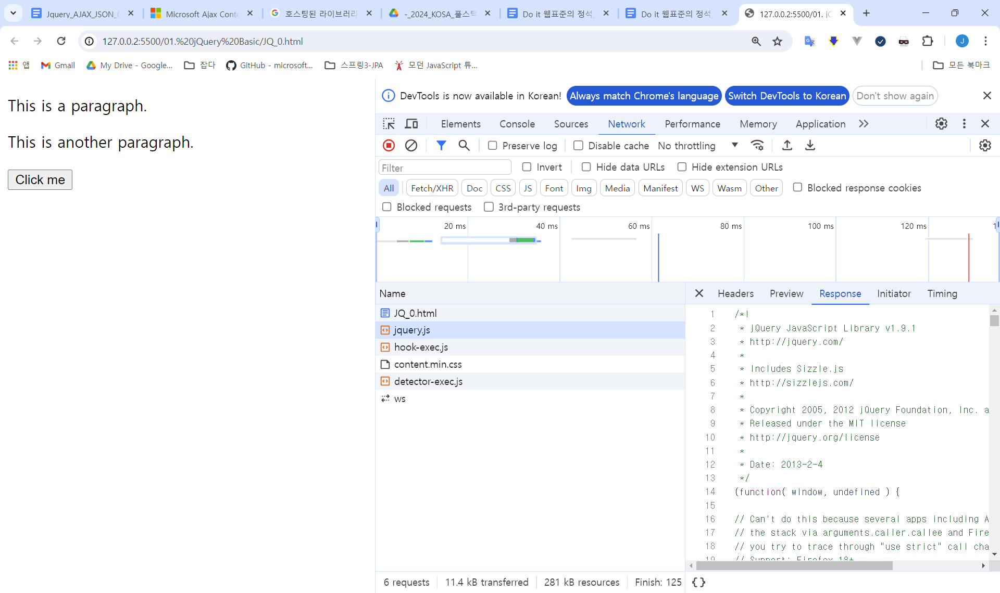 Jquery_AJAX_JSON_
Microsoft Ajax Conte
호스팅된 라이브러리
-_2024_KOSA_풀스택
Do it 웹표준의 정석_
Do it 웹표준의 정석_
127.0.0.2:5500/01. jQ
127.0.0.2:5500/01.%20jQuery%20Basic/JQ_0.html
J
앱
Gmail
My Drive - Google...
잡다
GitHub - microsoft...
스프링3-JPA
모던 JavaScript 튜...
모든 북마크
This is a paragraph.
This is another paragraph.
Click me
DevTools is now available in Korean!
Always match Chrome's language
Switch DevTools to Korean
Don't show again
Elements
Console
Sources
Network
Performance
Memory
Application
Preserve log
Disable cache
No throttling
Filter
Invert
Hide data URLs
Hide extension URLs
All
Fetch/XHR
Doc
CSS
JS
Font
Img
Media
Manifest
WS
Wasm
Other
Blocked response cookies
Blocked requests
3rd-party requests
20 ms
40 ms
60 ms
80 ms
100 ms
120 ms
Name
JQ_0.html
jquery.js
hook-exec.js
content.min.css
detector-exec.js
ws
Headers
Preview
Response
Initiator
Timing
1 /*!
2 * jQuery JavaScript Library v1.9.1
3 * http://jquery.com/
4 *
5 * Includes Sizzle.js
6 * http://sizzlejs.com/
7 *
8 * Copyright 2005, 2012 jQuery Foundation, Inc. a
9 * Released under the MIT license
10 * http://jquery.org/license
11 *
12 * Date: 2013-2-4
13 */
14 (function( window, undefined ) {
15
16 // Can't do this because several apps including A
17 // the stack via arguments.caller.callee and Fire
18 // you try to trace through "use strict" call cha
19 // Support: Firefox 18+
6 requests
11.4 kB transferred
281 kB resources
Finish: 125
{ }